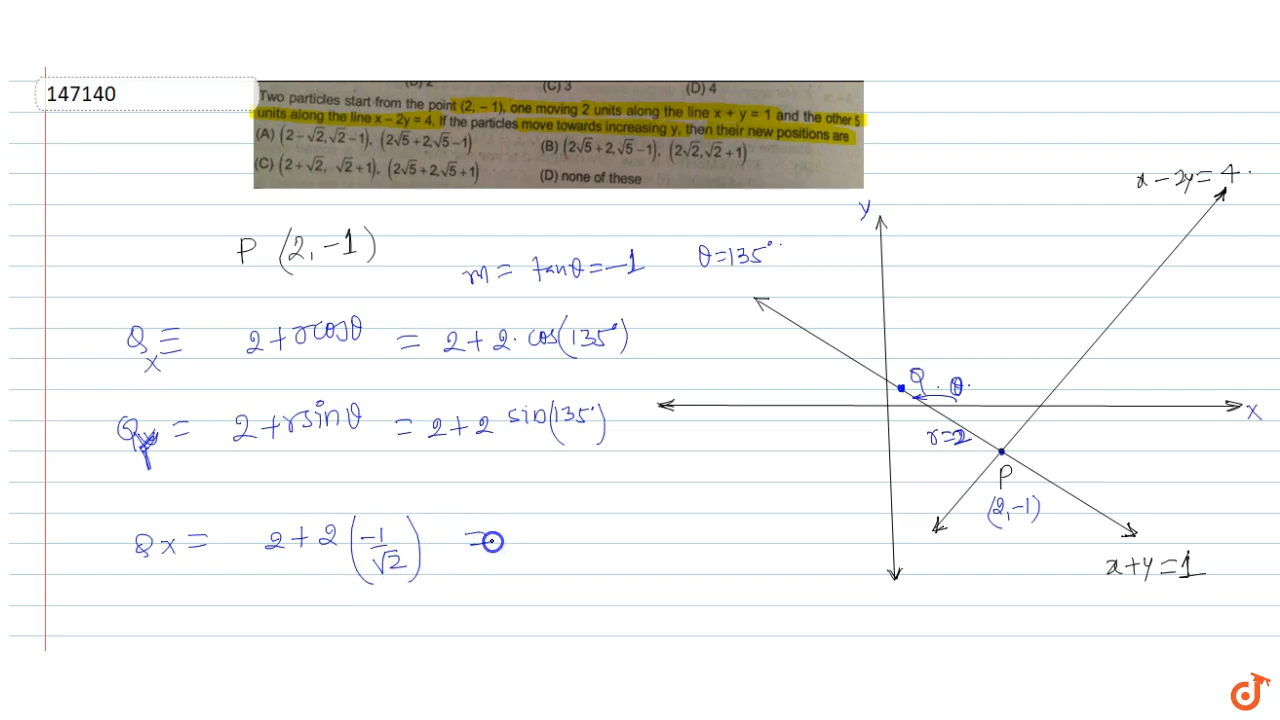 147140
(C) 3 (D) 4
Two particles start from the point (2, – 1), one moving 2 units along the line x + y = 1 and the other 5
units along the line x – 2y = 4. If the particles move towards increasing y, then their new positions are
(A) (2–√2,√2–1), (2√5+2,√5–1) (B) (2√5+2,√5–1), (2√2,√2+1)
(C) (2+√2, √2+1), (2√5+2,√5+1) (D) none of these
x – 2y = 4.
y
P (2, –1)
m = tanθ = –1 θ = 135°
Qx ≡ 2 + rcosθ = 2 + 2. cos(135°)
Q . θ.
x
Qy = 2 + rsinθ = 2 + 2 sin(135°)
r=2
P
(2, –1)
Qx = 2 + 2 (–1/√2) =
x + y = 1